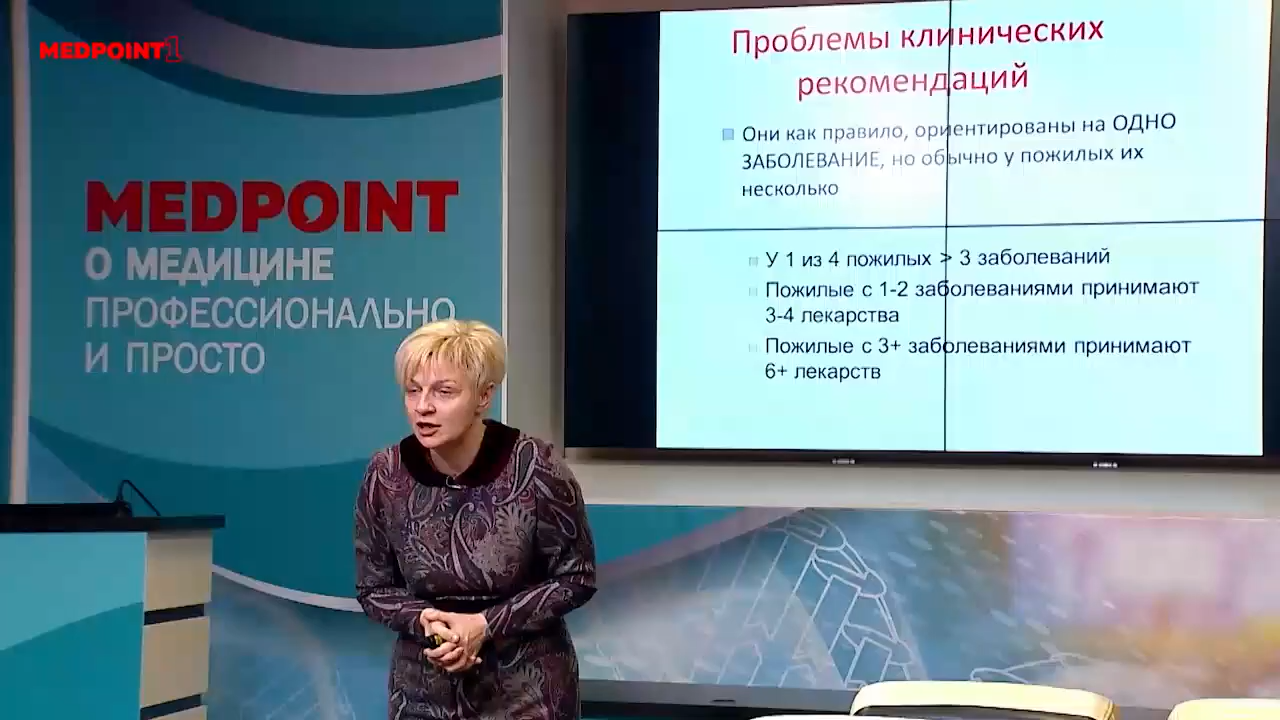 MEDPOINT1
MEDPOINT
О МЕДИЦИНЕ
ПРОФЕССИОНАЛЬНО
И ПРОСТО
Проблемы клинических
рекомендаций
Они как правило, ориентированы на ОДНО
ЗАБОЛЕВАНИЕ, но обычно у пожилых их
несколько
У 1 из 4 пожилых > 3 заболеваний
Пожилые с 1-2 заболеваниями принимают
3-4 лекарства
Пожилые с 3+ заболеваниями принимают
6+ лекарств